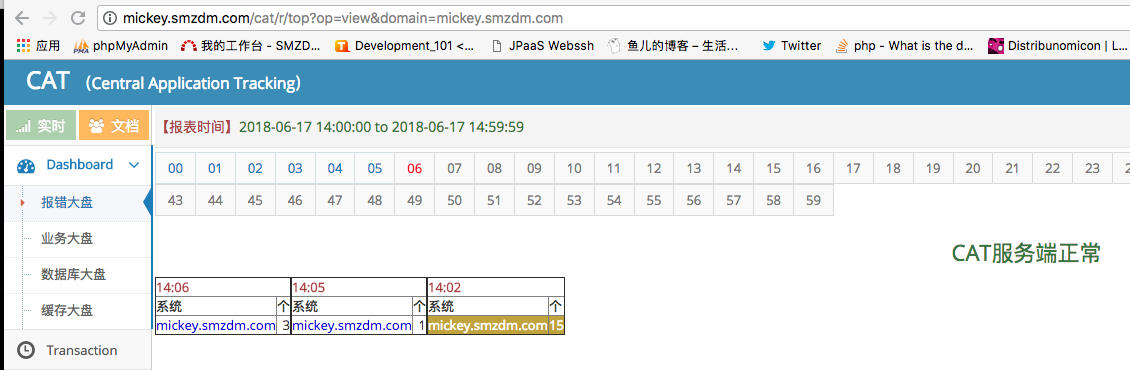 mickey.smzdm.com/cat/r/top?op=view&domain=mickey.smzdm.com
应用 phpMyAdmin 我的工作台 - SMZD... Development_101 <... JPaaS Webssh 鱼儿的博客 – 生活... Twitter php - What is the d... Distribunomicon | L...
CAT (Central Application Tracking)
实时 文档 【报表时间】2018-06-17 14:00:00 to 2018-06-17 14:59:59
Dashboard
00 01 02 03 04 05 06 07 08 09 10 11 12 13 14 15 16 17 18 19 20 21 22 23
43 44 45 46 47 48 49 50 51 52 53 54 55 56 57 58 59
报错大盘
业务大盘
数据库大盘
缓存大盘
Transaction
CAT服务端正常
14:06 14:05 14:02
系统 个 系统 个 系统 个
mickey.smzdm.com 3 mickey.smzdm.com 1 mickey.smzdm.com 15